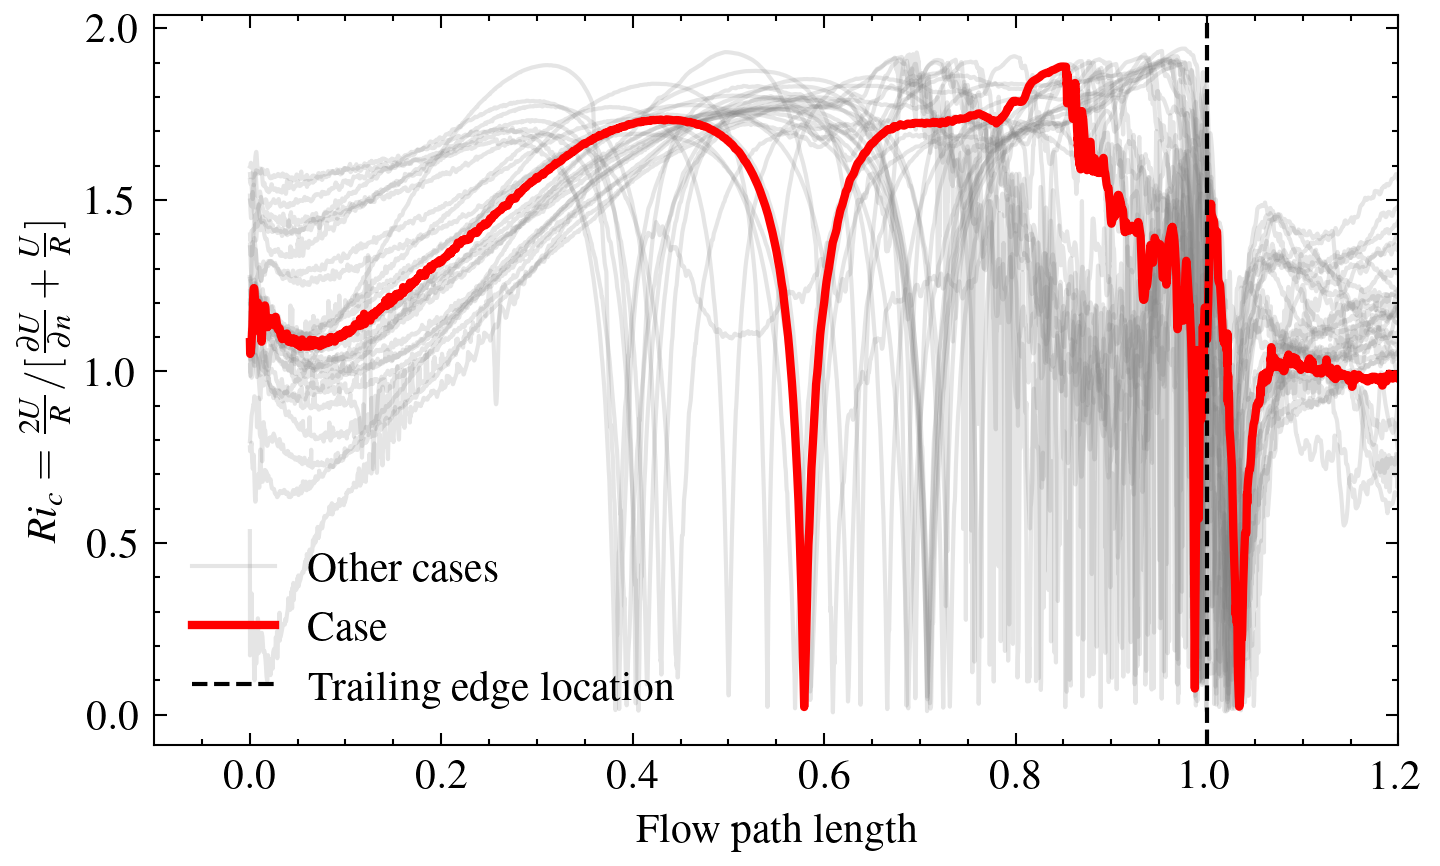 Ri_c = \frac{2U}{R} / [\frac{∂U}{∂n} + \frac{U}{R}]
2.0
1.5
1.0
0.5
0.0
Other cases
Case
Trailing edge location
0.0 0.2 0.4 0.6 0.8 1.0 1.2
Flow path length